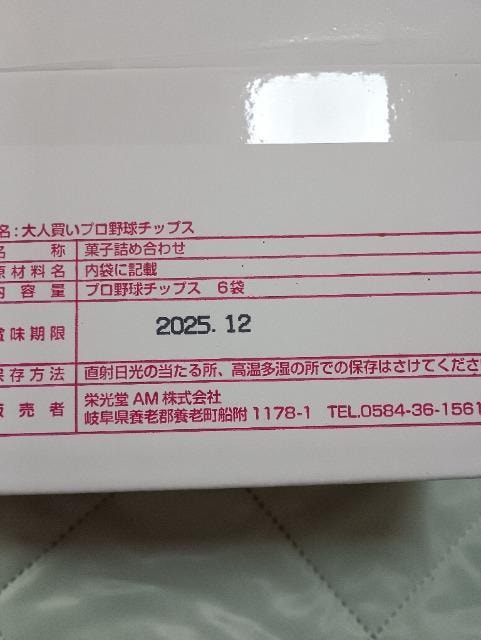 名:大人買いプロ野球チップス
名 称 菓子詰め合わせ
原材料名 内袋に記載
内容量 プロ野球チップス 6袋
賞味期限 2025.12
保存方法 直射日光の当たる所、高温多湿の所での保存はさけてくださ
販売者 栄光堂AM株式会社
岐阜県養老郡養老町船附1178-1 TEL.0584-36-1561